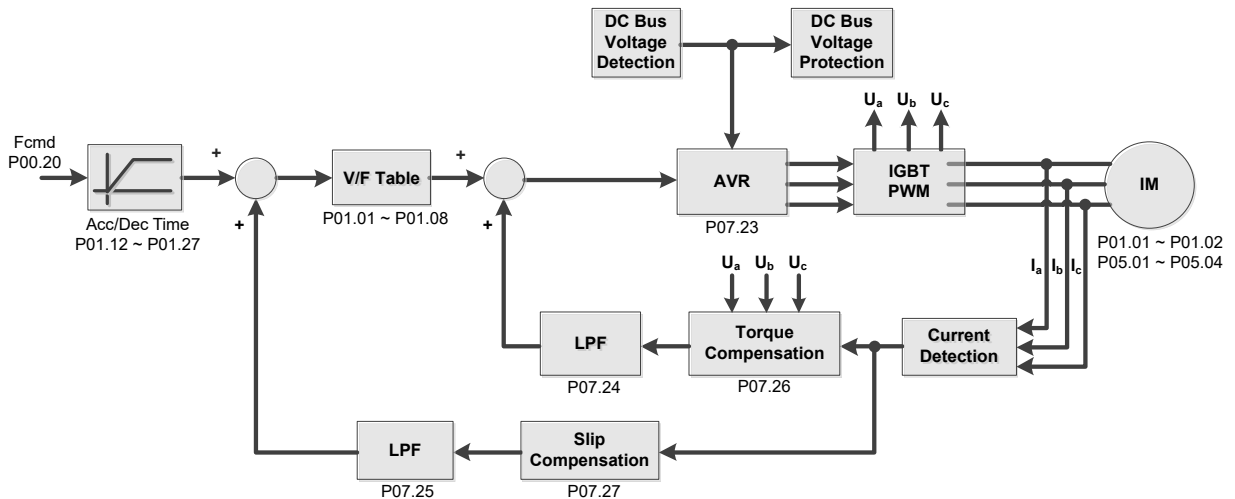 DC Bus
Voltage
Detection
DC Bus
Voltage
Protection
Ua
Ub
Uc
Fcmd
P00.20
+
+
V/F Table
AVR
IGBT
PWM
IM
Acc/Dec Time
P01.12 ~ P01.27
+
P01.01 ~ P01.08
+
P07.23
P01.01 ~ P01.02
P05.01 ~ P05.04
Ua
Ub
Uc
Ia
Ib
Ic
LPF
Torque
Compensation
Current
Detection
P07.24
P07.26
LPF
Slip
Compensation
P07.25
P07.27